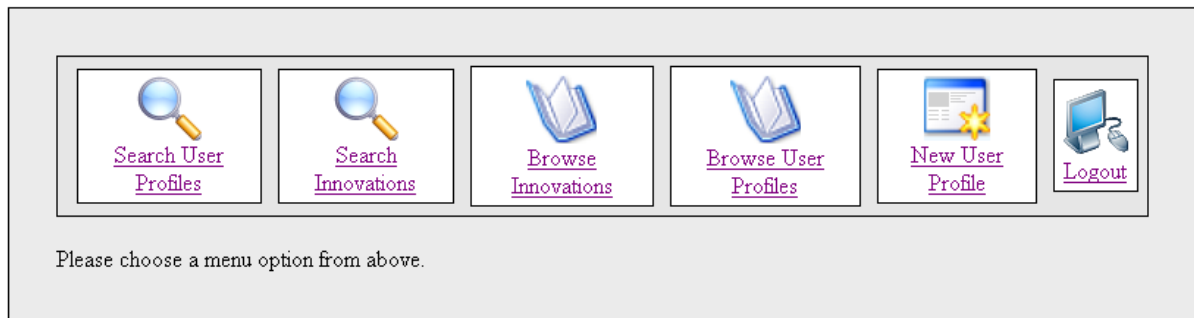 Search User
Profiles
Search
Innovations
Browse
Innovations
Browse User
Profiles
New User
Profile
Logout
Please choose a menu option from above.